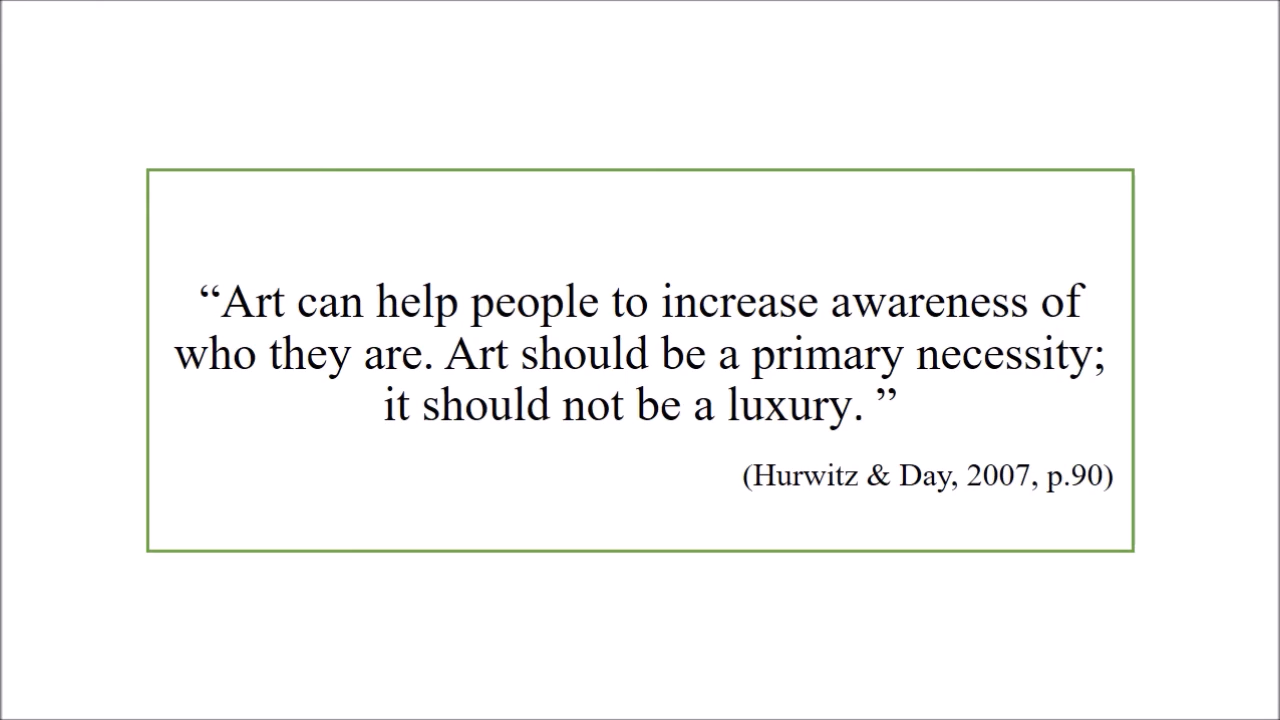 “Art can help people to increase awareness of
who they are. Art should be a primary necessity;
it should not be a luxury. ”
(Hurwitz & Day, 2007, p.90)